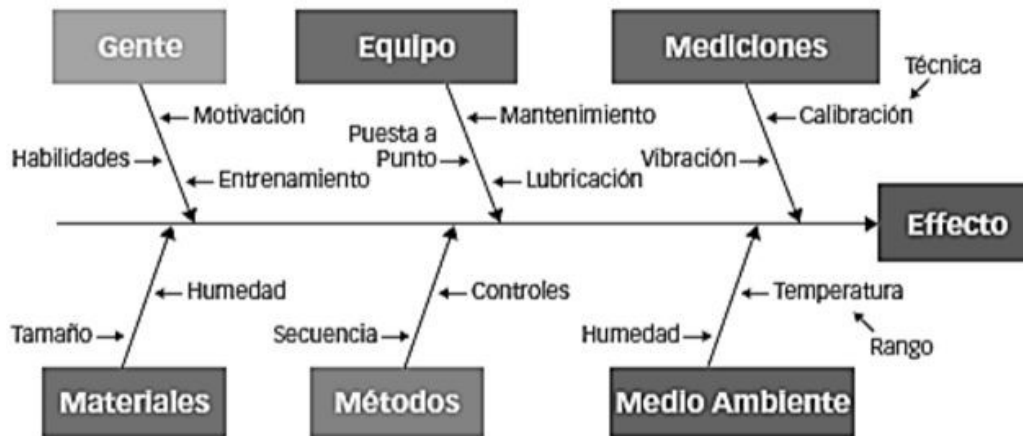 Gente
Equipo
Mediciones
Técnica
Motivación
Mantenimiento
Calibración
Habilidades
Puesta a
Punto
Vibración
Entrenamiento
Lubricación
Effecto
Humedad
Controles
Temperatura
Tamaño
Secuencia
Humedad
Rango
Materiales
Métodos
Medio Ambiente